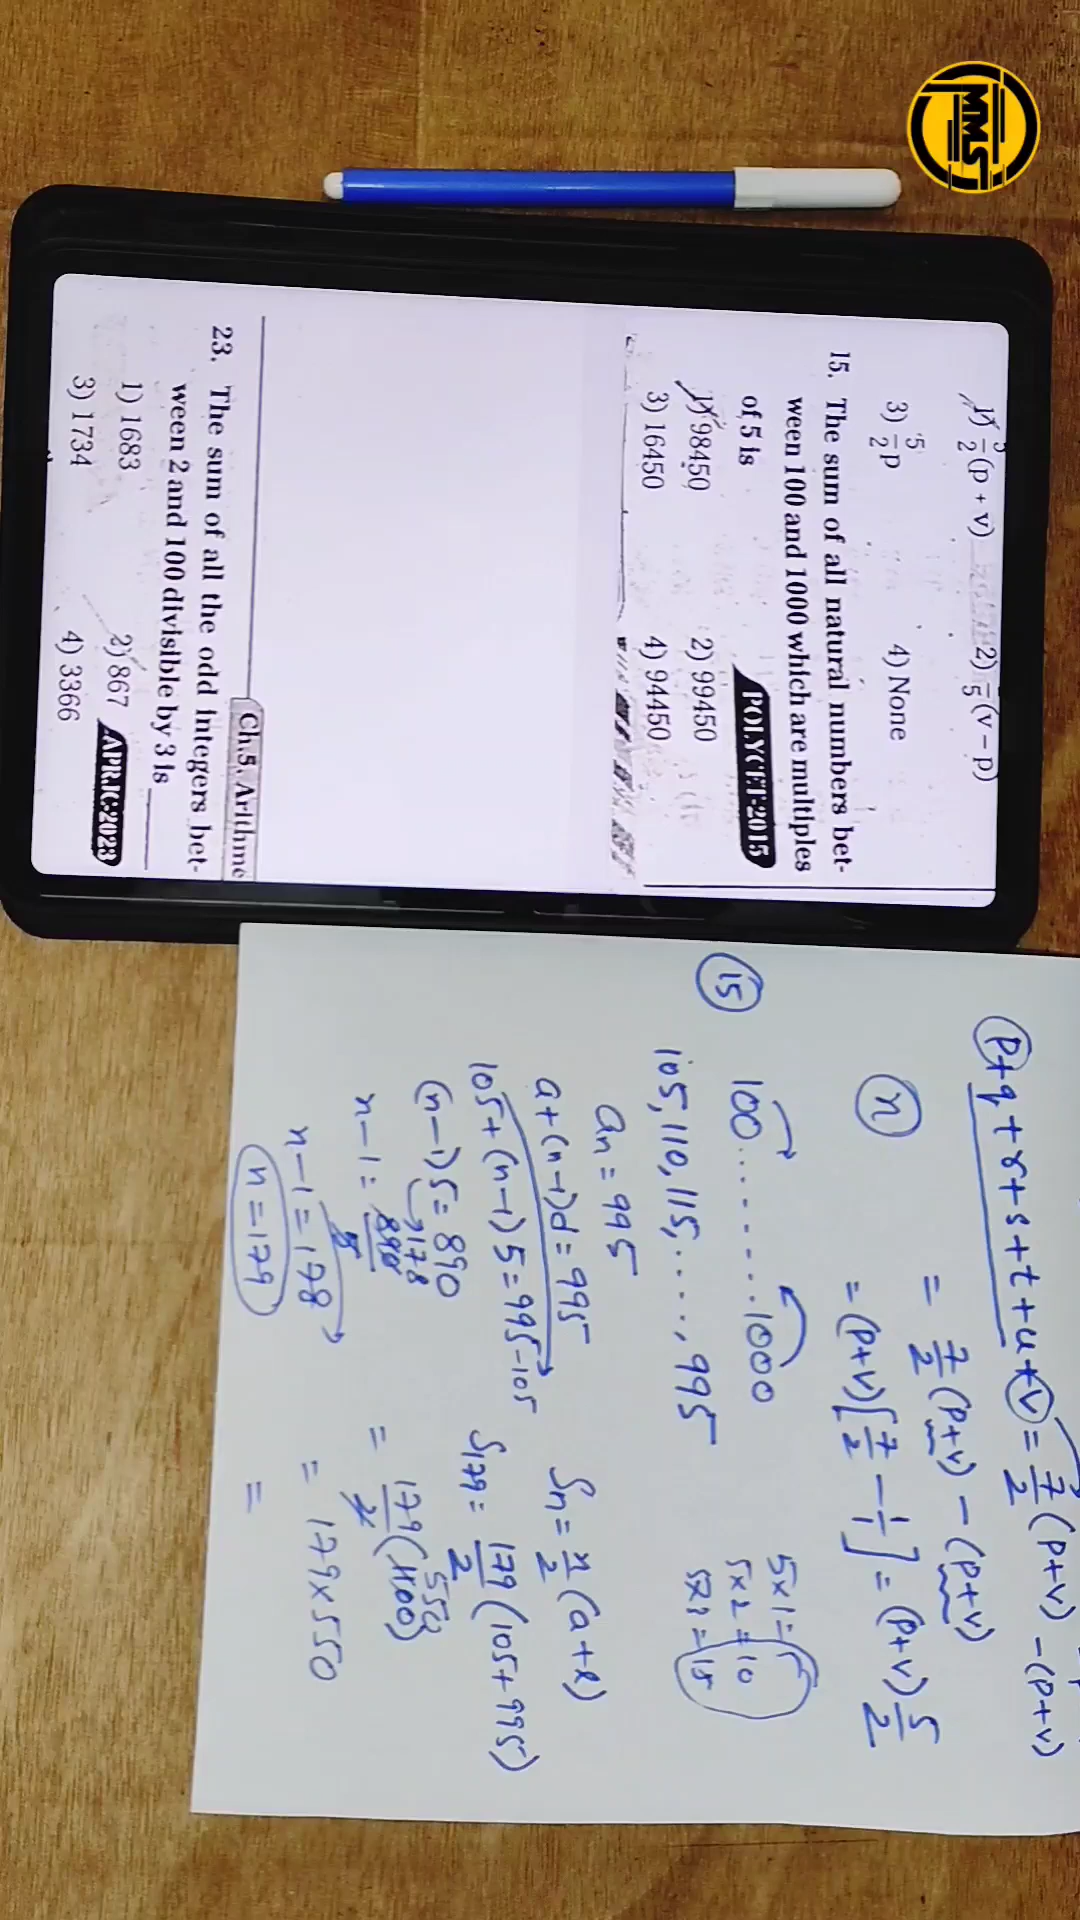 MMS
1) 5/2 (p + v)
2) 7/5 (v – p)
3) 5/2 p
4) None
15. The sum of all natural numbers bet-
ween 100 and 1000 which are multiples
of 5 is
POLYCET-2015
1) 98450
2) 99450
3) 16450
4) 94450
Ch.5. Arithme
23. The sum of all the odd integers bet-
ween 2 and 100 divisible by 3 is ____
1) 1683
2) 867
APRJC-2023
3) 1734
4) 3366
p+q+r+s+t+u+v = 7/2 (p+v) – (p+v)
= 7/2 (p+v) – (p+v)
n
= (p+v)[7/2 – 1/1] = (p+v) 5/2
15
100 . . . . . . . . 1000
5×1=5
5×2=10
5×3=15
105, 110, 115, . . . . . , 995
an = 995
a+(n–1)d = 995
105+(n–1)5 = 995–105
(n–1)5 = 890
178
n–1 = 890/5
n–1 = 178
n = 179
Sn = n/2 (a+l)
S179 = 179/2 (105+995)
550
= 179/2 (1100)
= 179×550
=